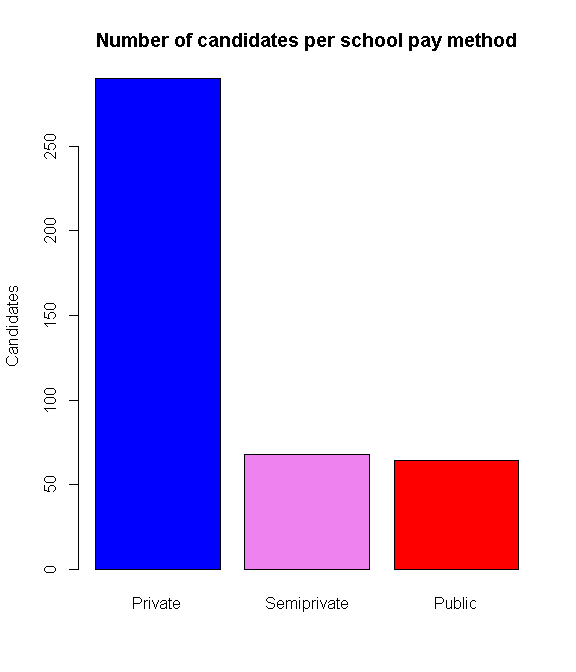 Number of candidates per school pay method
Candidates
250
200
150
100
50
0
Private
Semiprivate
Public